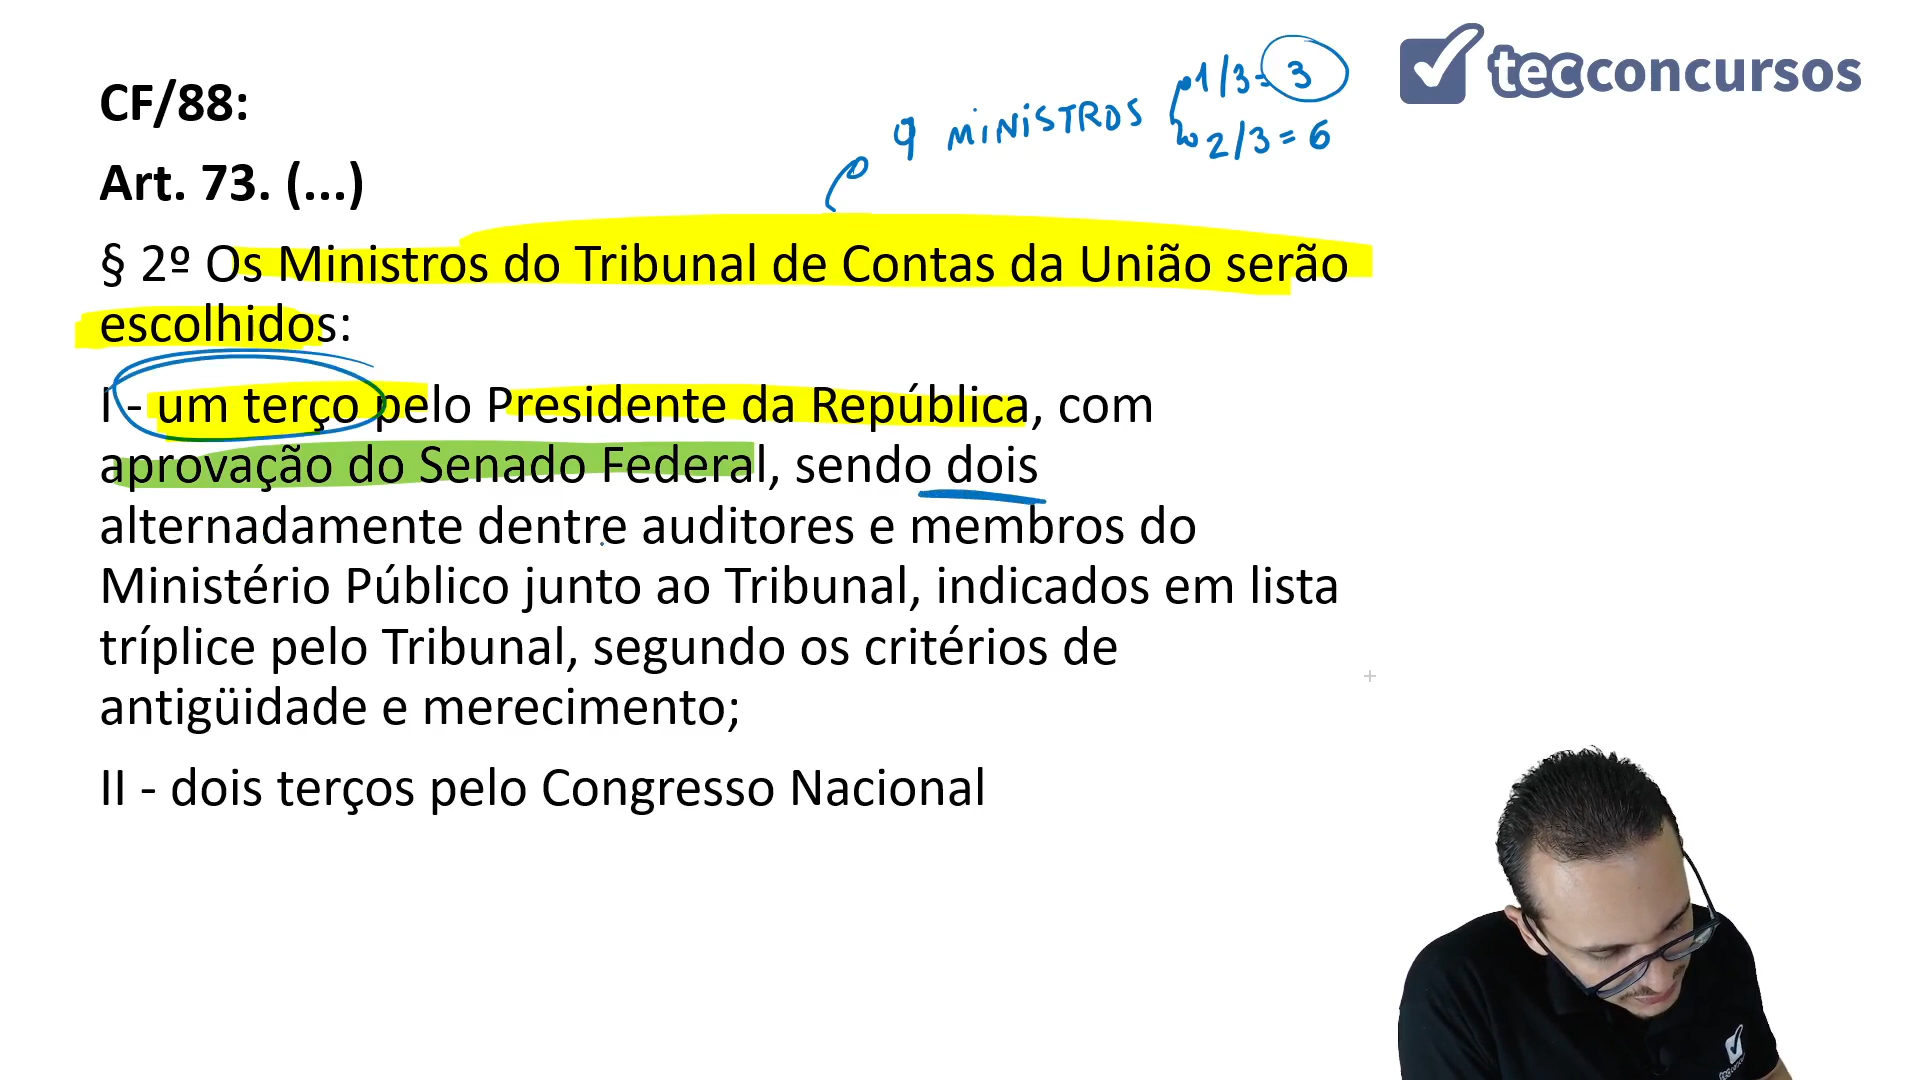 tecconcursos
CF/88:
9 MINISTROS
1/3 = 3
2/3 = 6
Art. 73. (...)
§ 2º Os Ministros do Tribunal de Contas da União serão
escolhidos:
I - um terço pelo Presidente da República, com
aprovação do Senado Federal, sendo dois
alternadamente dentre auditores e membros do
Ministério Público junto ao Tribunal, indicados em lista
tríplice pelo Tribunal, segundo os critérios de
antigüidade e merecimento;
II - dois terços pelo Congresso Nacional